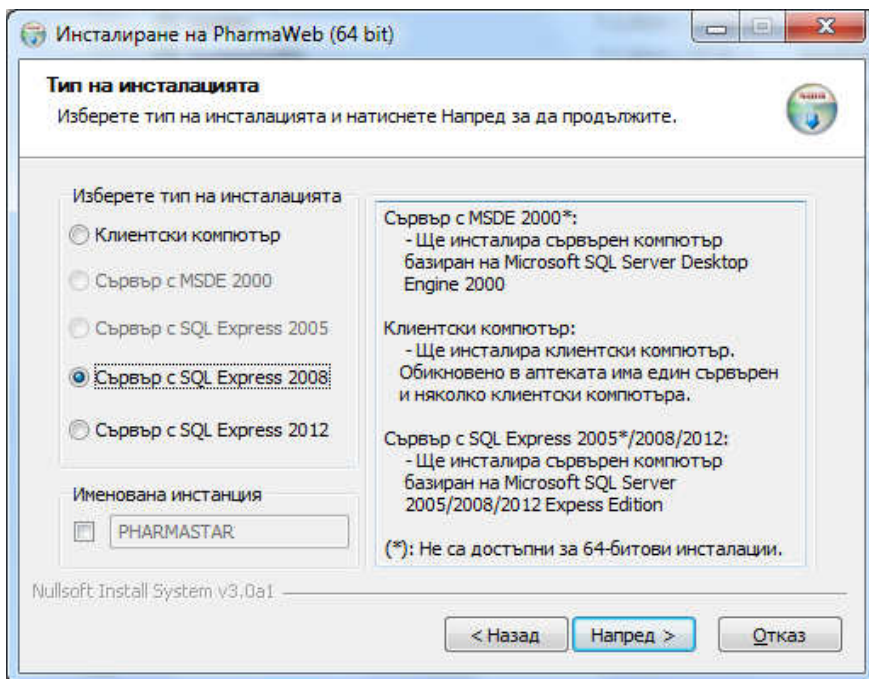 Инсталиране на PharmaWeb (64 bit)
Тип на инсталацията
Изберете тип на инсталацията и натиснете Напред за да продължите.
Изберете тип на инсталацията
Клиентски компютър
Сървър с MSDE 2000
Сървър с SQL Express 2005
Сървър с SQL Express 2008
Сървър с SQL Express 2012
Именована инстанция
PHARMASTAR
Сървър с MSDE 2000*:
- Ще инсталира сървърен компютър
базиран на Microsoft SQL Server Desktop
Engine 2000
Клиентски компютър:
- Ще инсталира клиентски компютър.
Обикновено в аптеката има един сървърен
и няколко клиентски компютъра.
Сървър с SQL Express 2005*/2008/2012:
- Ще инсталира сървърен компютър
базиран на Microsoft SQL Server
2005/2008/2012 Expess Edition
(*): Не са достъпни за 64-битови инсталации.
Nullsoft Install System v3.0a1
< Назад
Напред >
Отказ